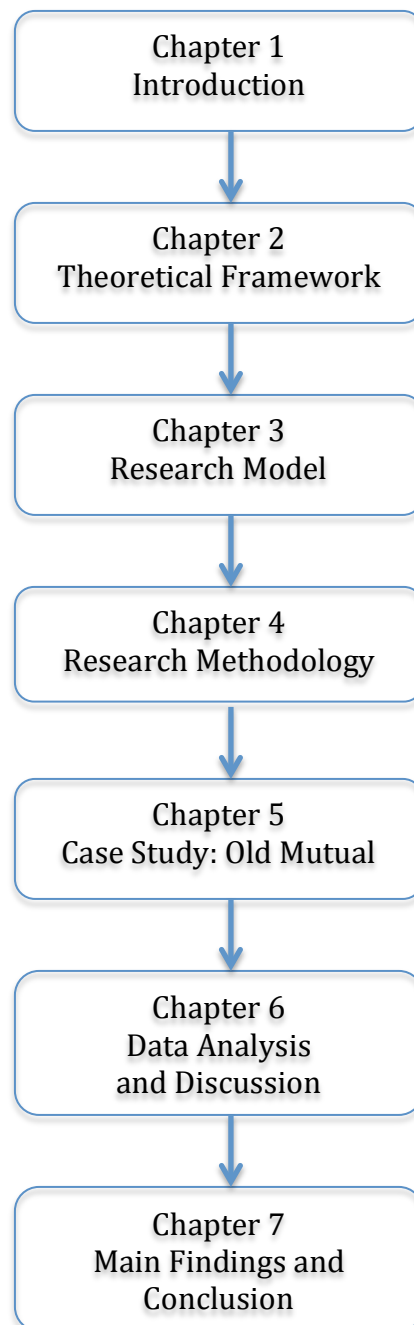 Chapter 1
Introduction
Chapter 2
Theoretical Framework
Chapter 3
Research Model
Chapter 4
Research Methodology
Chapter 5
Case Study: Old Mutual
Chapter 6
Data Analysis
and Discussion
Chapter 7
Main Findings and
Conclusion